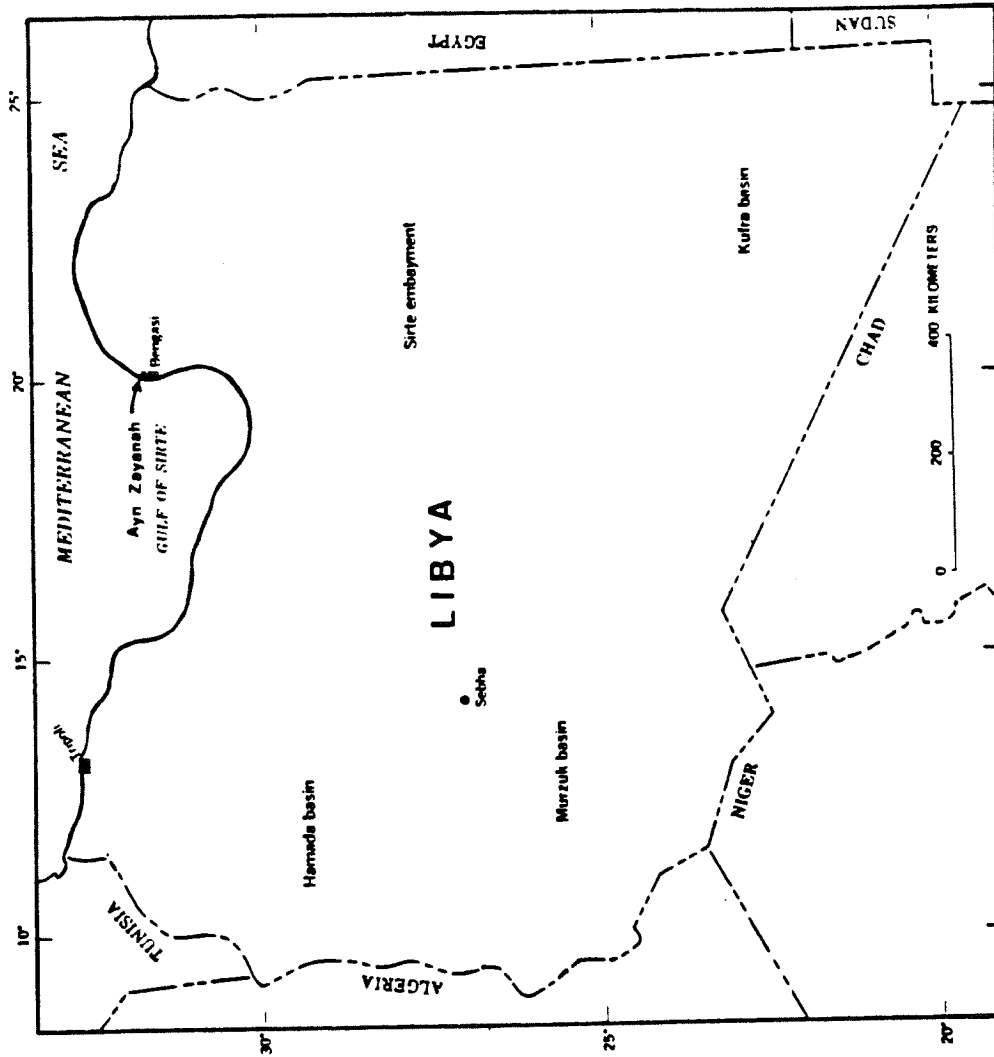 10°
15°
20°
25°
MEDITERRANEAN
SEA
Tripoli
Ayn Zayanah
GULF OF SIRTE
Bengasi
TUNISIA
EGYPT
30°
Hamada basin
Sirte embayment
ALGERIA
LIBYA
Sebha
Murzuk basin
25°
Kufra basin
SUDAN
NIGER
CHAD
0
200
400 KILOMETERS
20°